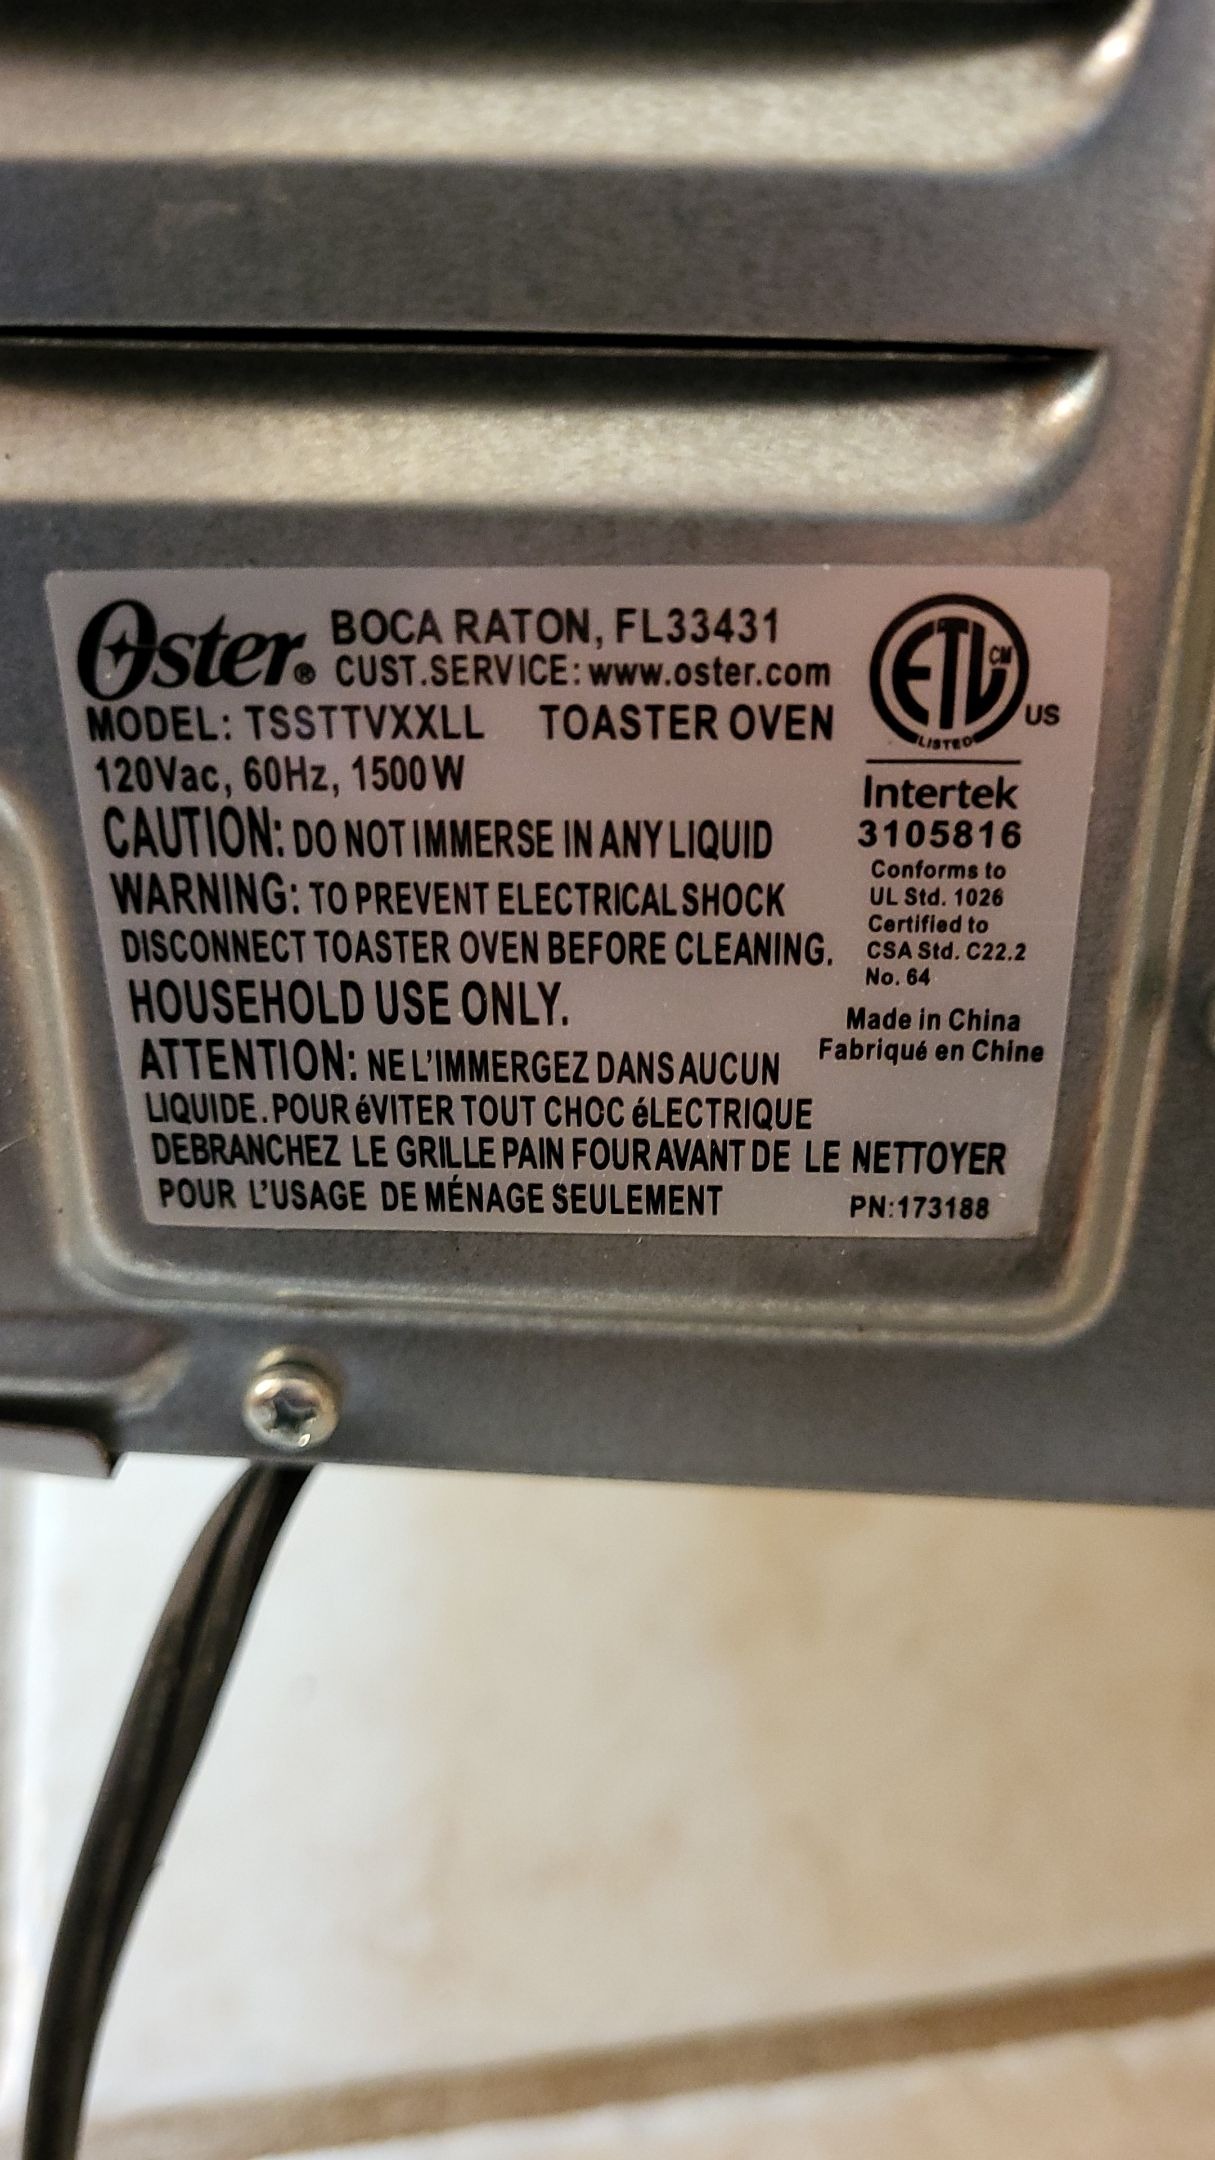 Oster® BOCA RATON, FL33431
CUST.SERVICE: www.oster.com
MODEL: TSSTTVXXLL TOASTER OVEN
120Vac, 60Hz, 1500W
CAUTION: DO NOT IMMERSE IN ANY LIQUID
WARNING: TO PREVENT ELECTRICAL SHOCK
DISCONNECT TOASTER OVEN BEFORE CLEANING.
HOUSEHOLD USE ONLY.
ATTENTION: NE L'IMMERGEZ DANS AUCUN
LIQUIDE. POUR éVITER TOUT CHOC éLECTRIQUE
DEBRANCHEZ LE GRILLE PAIN FOUR AVANT DE LE NETTOYER
POUR L'USAGE DE MÉNAGE SEULEMENT
PN:173188
ETL CM
LISTED
US
Intertek
3105816
Conforms to
UL Std. 1026
Certified to
CSA Std. C22.2
No. 64
Made in China
Fabriqué en Chine